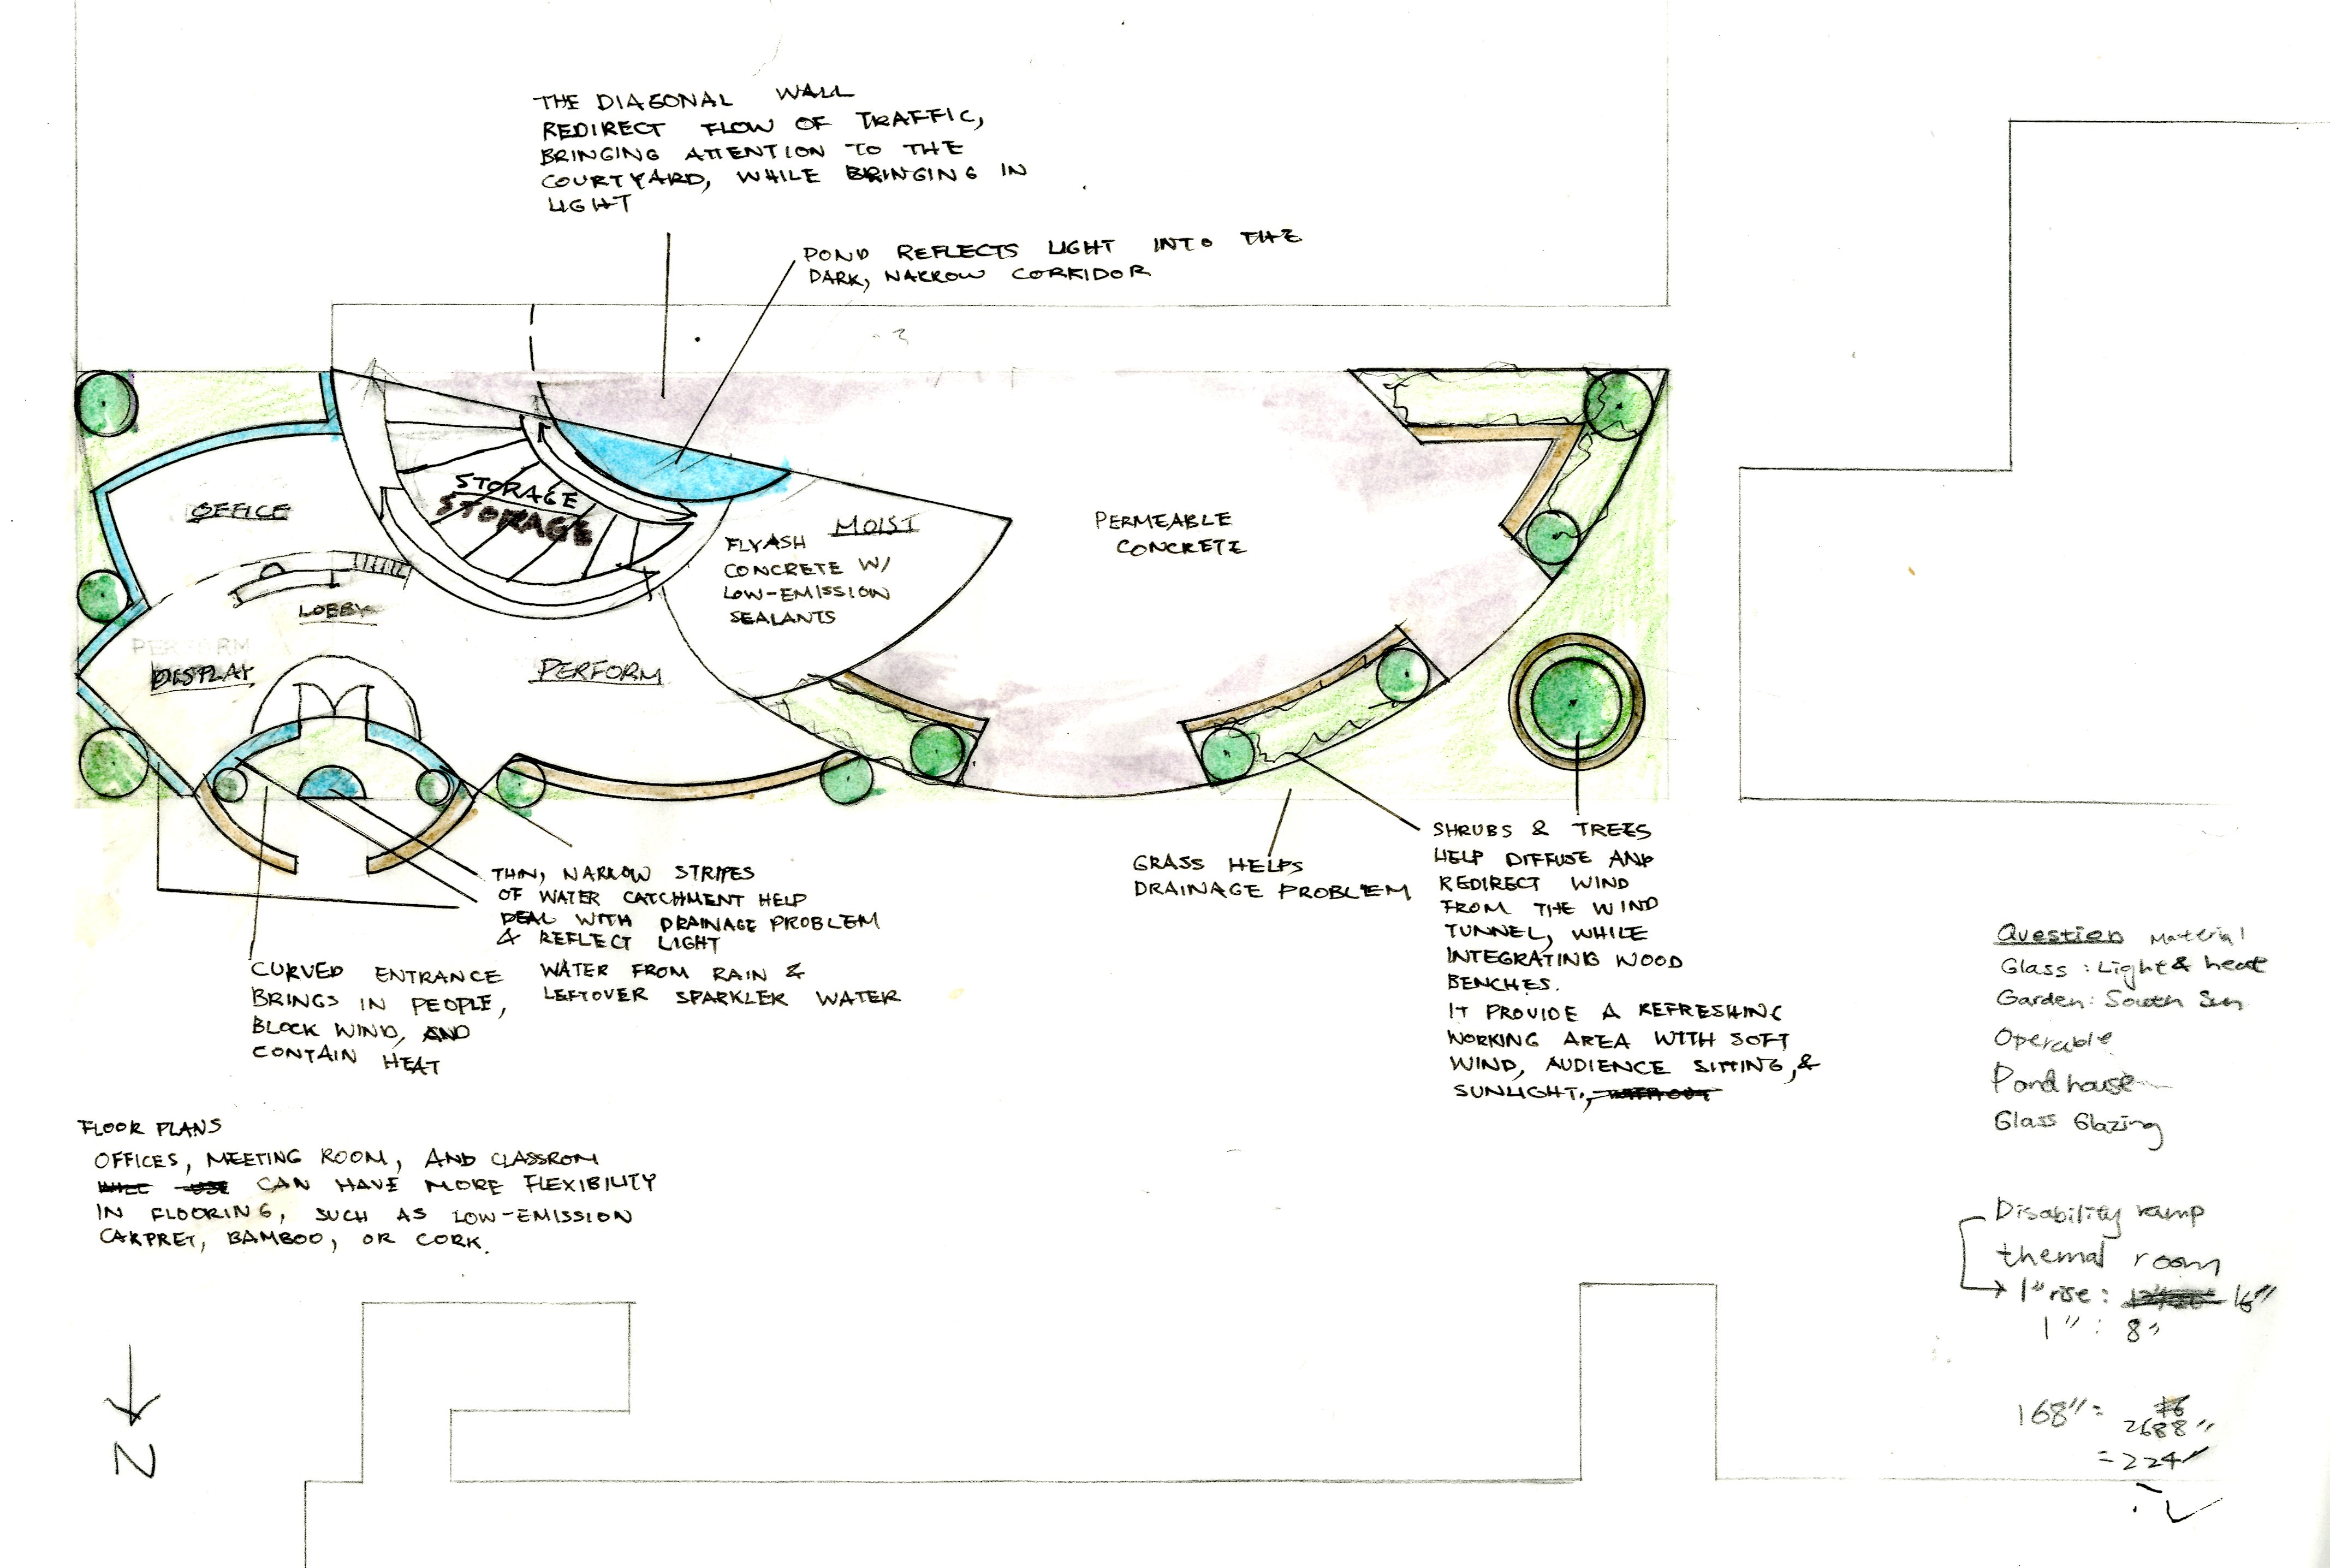 THE DIAGONAL WALL
REDIRECT FLOW OF TRAFFIC,
BRINGING ATTENTION TO THE
COURTYARD, WHILE BRINGING IN
LIGHT
POND REFLECTS LIGHT INTO THE
DARK, NARROW CORRIDOR
OFFICE
STORAGE
STORAGE
MOIST
FLYASH
CONCRETE W/
LOW-EMISSION
SEALANTS
PERMEABLE
CONCRETE
LOBBY
PERFORM
DISPLAY
PERFORM
THIN, NARROW STRIPES
OF WATER CATCHMENT HELP
DEAL WITH DRAINAGE PROBLEM
& REFLECT LIGHT
WATER FROM RAIN &
LEFTOVER SPARKLER WATER
CURVED ENTRANCE
BRINGS IN PEOPLE,
BLOCK WIND, AND
CONTAIN HEAT
GRASS HELPS
DRAINAGE PROBLEM
SHRUBS & TREES
HELP DIFFUSE AND
REDIRECT WIND
FROM THE WIND
TUNNEL, WHILE
INTEGRATING WOOD
BENCHES.
IT PROVIDE A REFRESHING
WORKING AREA WITH SOFT
WIND, AUDIENCE SITTING, &
SUNLIGHT, WITHOUT
FLOOR PLANS
OFFICES, MEETING ROOM, AND CLASSROM
WILL USE CAN HAVE MORE FLEXIBILITY
IN FLOORING, SUCH AS LOW-EMISSION
CARPRET, BAMBOO, OR CORK.
Question Material
Glass : Light & heat
Garden: South Sun
Operable
Pond house
Glass Glazing
Disability ramp
themal room
1" rise: 16"
1" : 8"
168" =
2688"
= 224'
N